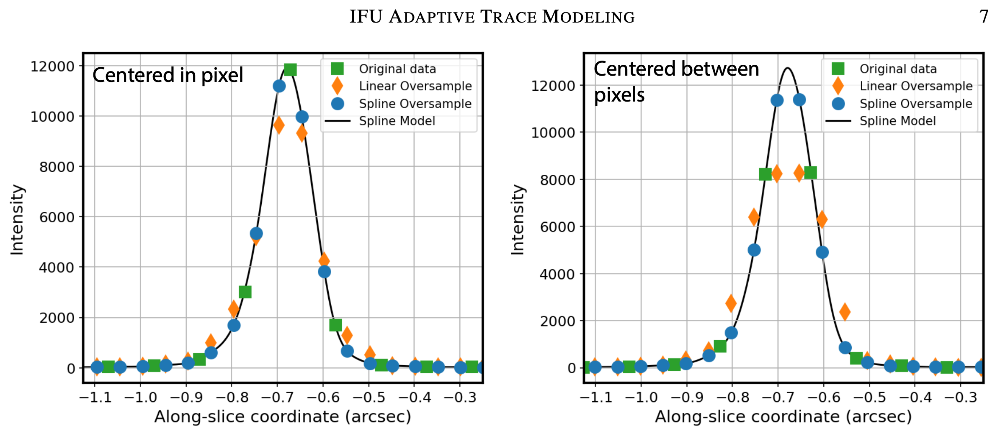 IFU ADAPTIVE TRACE MODELING
7
Centered in pixel
Original data
Linear Oversample
Spline Oversample
Spline Model
12000
10000
8000
6000
4000
2000
0
Intensity
−1.1 −1.0 −0.9 −0.8 −0.7 −0.6 −0.5 −0.4 −0.3
Along-slice coordinate (arcsec)
Centered between
pixels
Original data
Linear Oversample
Spline Oversample
Spline Model
12000
10000
8000
6000
4000
2000
0
Intensity
−1.1 −1.0 −0.9 −0.8 −0.7 −0.6 −0.5 −0.4 −0.3
Along-slice coordinate (arcsec)